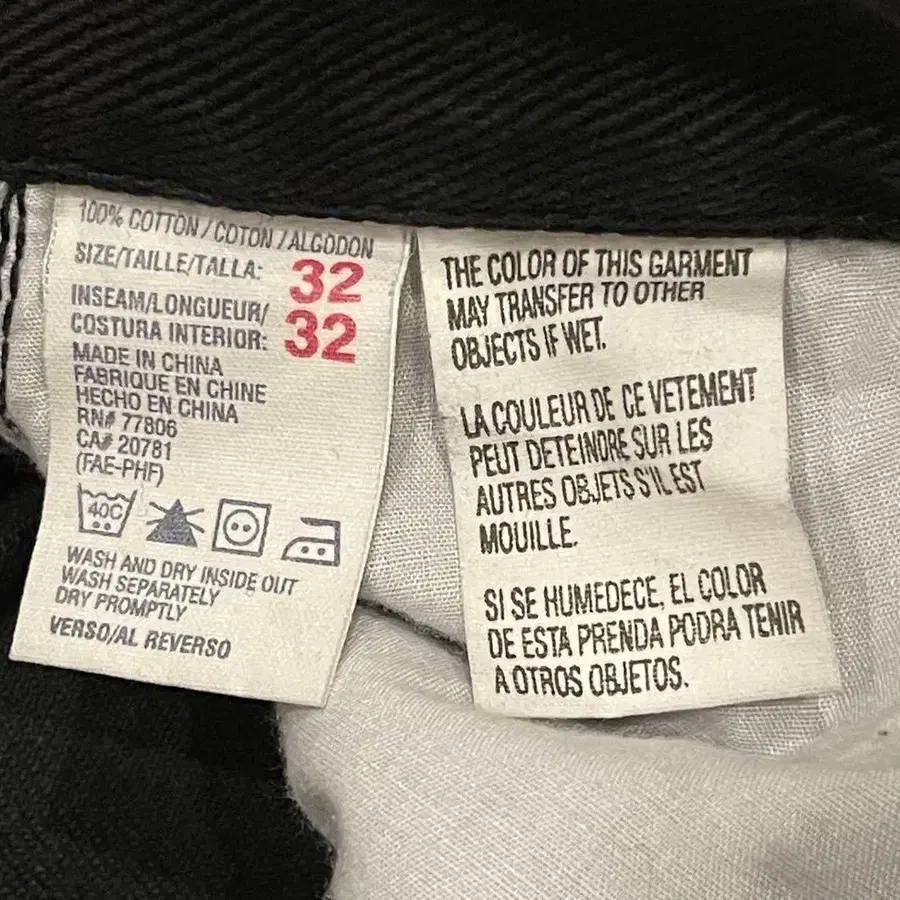 100% COTTON / COTON / ALGODON
SIZE/TAILLE/TALLA: 32
INSEAM/LONGUEUR/
COSTURA INTERIOR: 32
MADE IN CHINA
FABRIQUE EN CHINE
HECHO EN CHINA
RN# 77806
CA# 20781
(FAE-PHF)
40C
WASH AND DRY INSIDE OUT
WASH SEPARATELY
DRY PROMPTLY
VERSO/AL REVERSO
THE COLOR OF THIS GARMENT
MAY TRANSFER TO OTHER
OBJECTS IF WET.
LA COULEUR DE CE VETEMENT
PEUT DETEINDRE SUR LES
AUTRES OBJETS S'IL EST
MOUILLE.
SI SE HUMEDECE, EL COLOR
DE ESTA PRENDA PODRA TENIR
A OTROS OBJETOS.